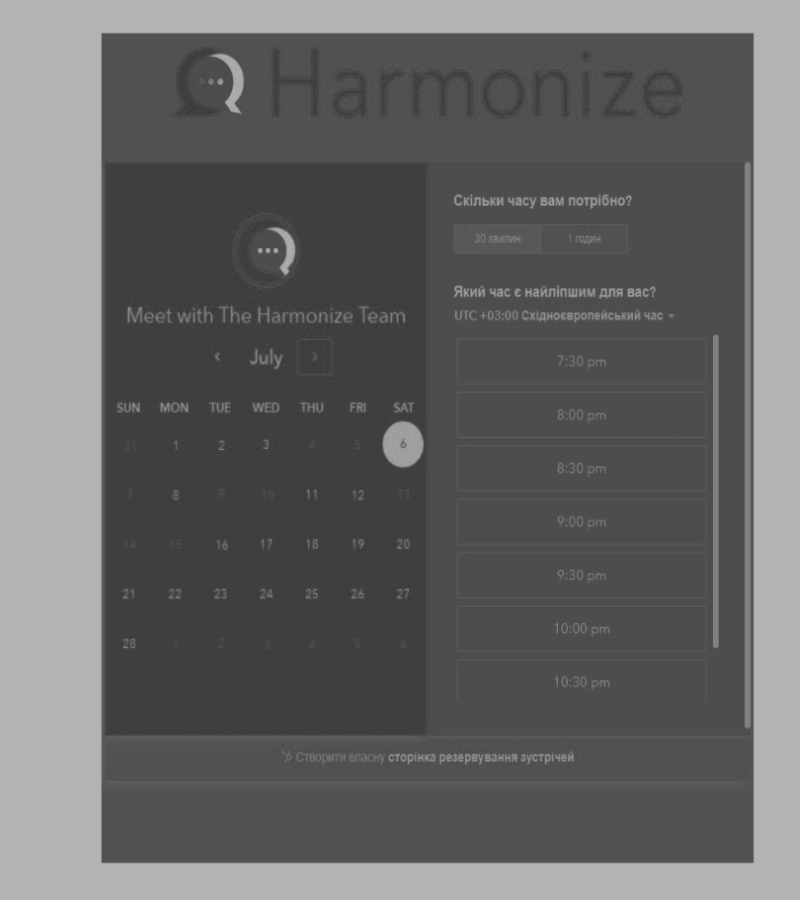 Harmonize
Meet with The Harmonize Team
July
SUN MON TUE WED THU FRI SAT
31 1 2 3 4 5 6
7 8 9 10 11 12 13
14 15 16 17 18 19 20
21 22 23 24 25 26 27
28 1 2 3 4 5 6
Скільки часу вам потрібно?
30 хвилин 1 годин
Який час є найліпшим для вас?
UTC +03:00 Східноєвропейський час
7:30 pm
8:00 pm
8:30 pm
9:00 pm
9:30 pm
10:00 pm
10:30 pm
Створити власну сторінка резервування зустрічей